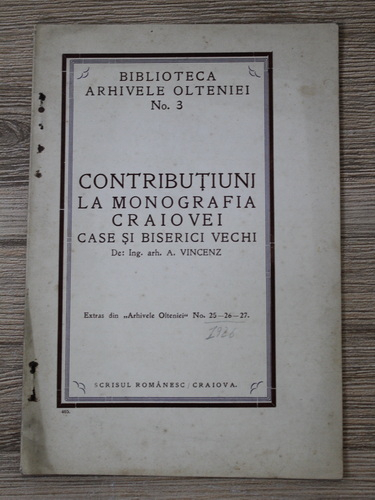 BIBLIOTECA
ARHIVELE OLTENIEI
No. 3
CONTRIBUȚIUNI
LA MONOGRAFIA
CRAIOVEI
CASE ȘI BISERICI VECHI
De: Ing. arh. A. VINCENZ
Extras din „Arhivele Olteniei" No. 25—26—27.
SCRISUL ROMÂNESC / CRAIOVA.